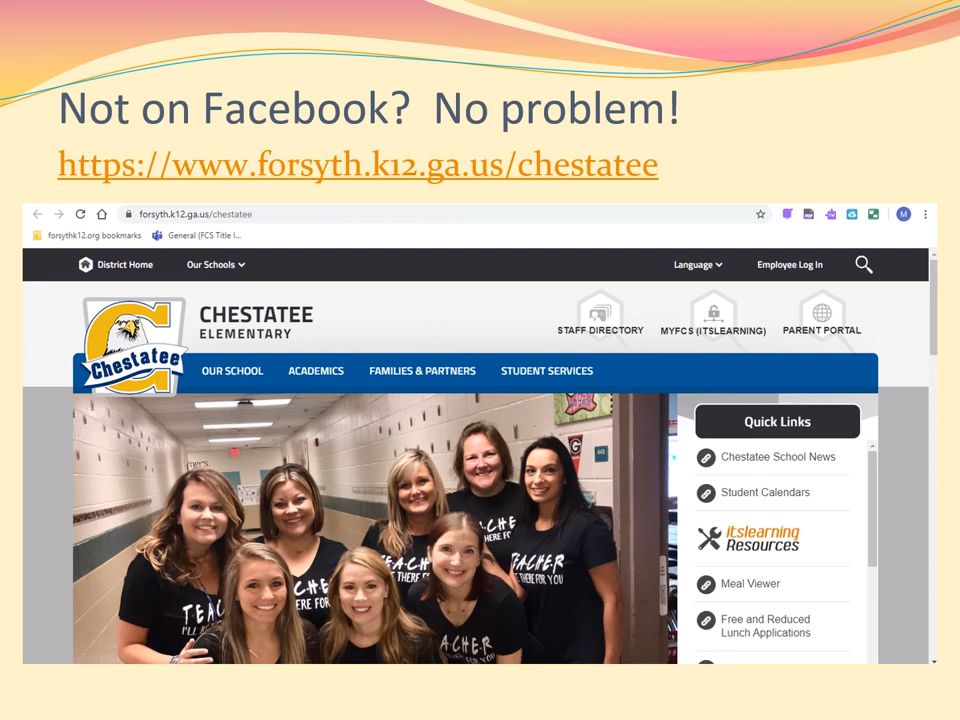 Not on Facebook?  No problem!
https://www.forsyth.k12.ga.us/chestatee
forsyth.k12.ga.us/chestatee
M
forsythk12.org bookmarks
General (FCS Title I...
District Home
Our Schools
Language
Employee Log In
CHESTATEE
ELEMENTARY
STAFF DIRECTORY
MYFCS (ITSLEARNING)
PARENT PORTAL
Chestatee
OUR SCHOOL
ACADEMICS
FAMILIES & PARTNERS
STUDENT SERVICES
Quick Links
Chestatee School News
Student Calendars
itslearning
Resources
Meal Viewer
Free and Reduced
Lunch Applications